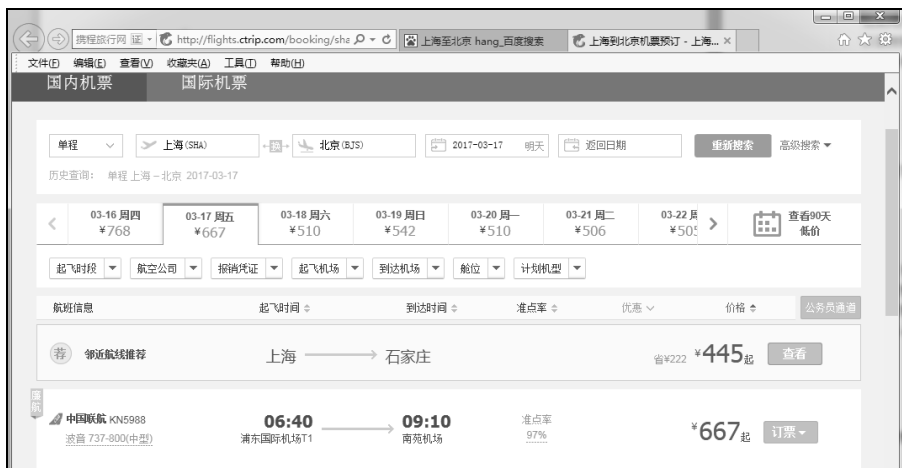 携程旅行网 http://flights.ctrip.com/booking/sha 上海至北京 hang_百度搜索 上海到北京机票预订 - 上海...
文件(F) 编辑(E) 查看(V) 收藏夹(A) 工具(T) 帮助(H)
国内机票 国际机票
单程 上海(SHA) 换 北京(BJS) 2017-03-17 明天 返回日期 重新搜索 高级搜索
历史查询: 单程 上海 – 北京 2017-03-17
03-16 周四 03-17 周五 03-18 周六 03-19 周日 03-20 周一 03-21 周二 03-22 周 查看90天
¥768 ¥667 ¥510 ¥542 ¥510 ¥506 ¥505 低价
起飞时段 航空公司 报销凭证 起飞机场 到达机场 舱位 计划机型
航班信息 起飞时间 到达时间 准点率 优惠 价格 公务员通道
荐 邻近航线推荐 上海 石家庄 省¥222 ¥445起 查看
中国联航 KN5988 06:40 09:10 准点率 ¥667起 订票
波音 737-800(中型) 浦东国际机场T1 南苑机场 97%